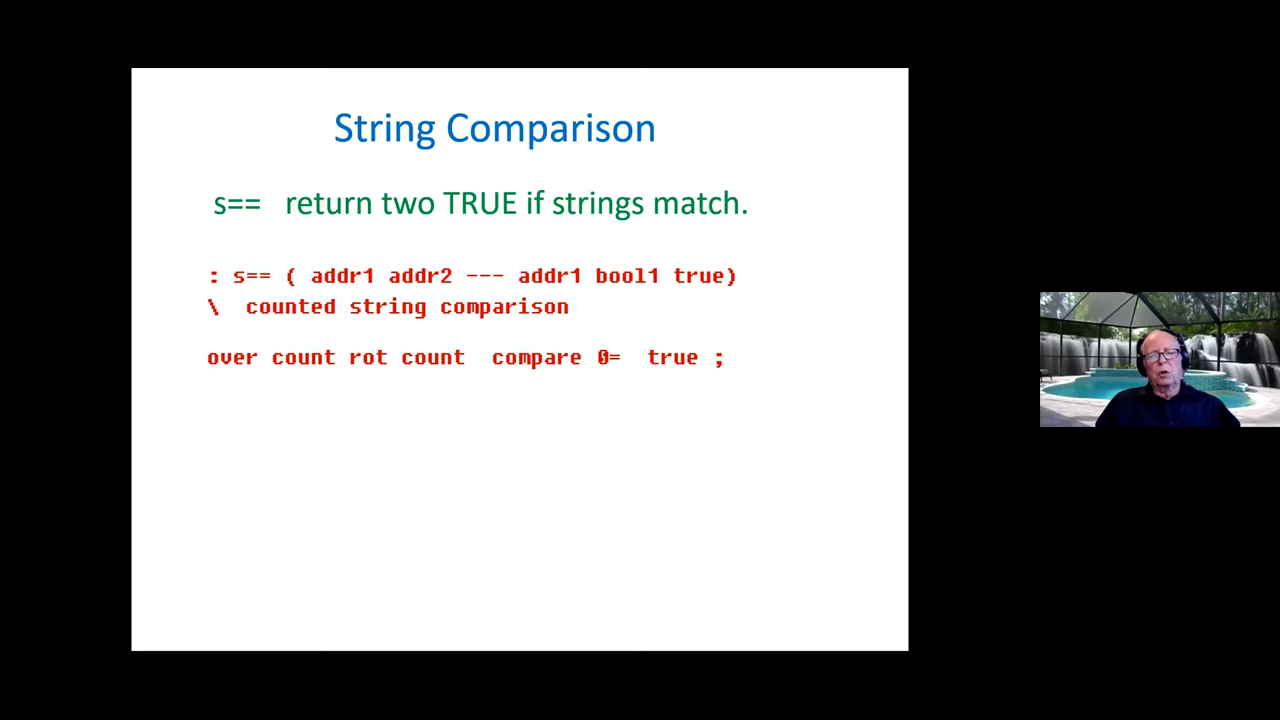 String Comparison
s== return two TRUE if strings match.
: s== ( addr1 addr2 --- addr1 bool1 true)
\ counted string comparison
over count rot count compare 0= true ;